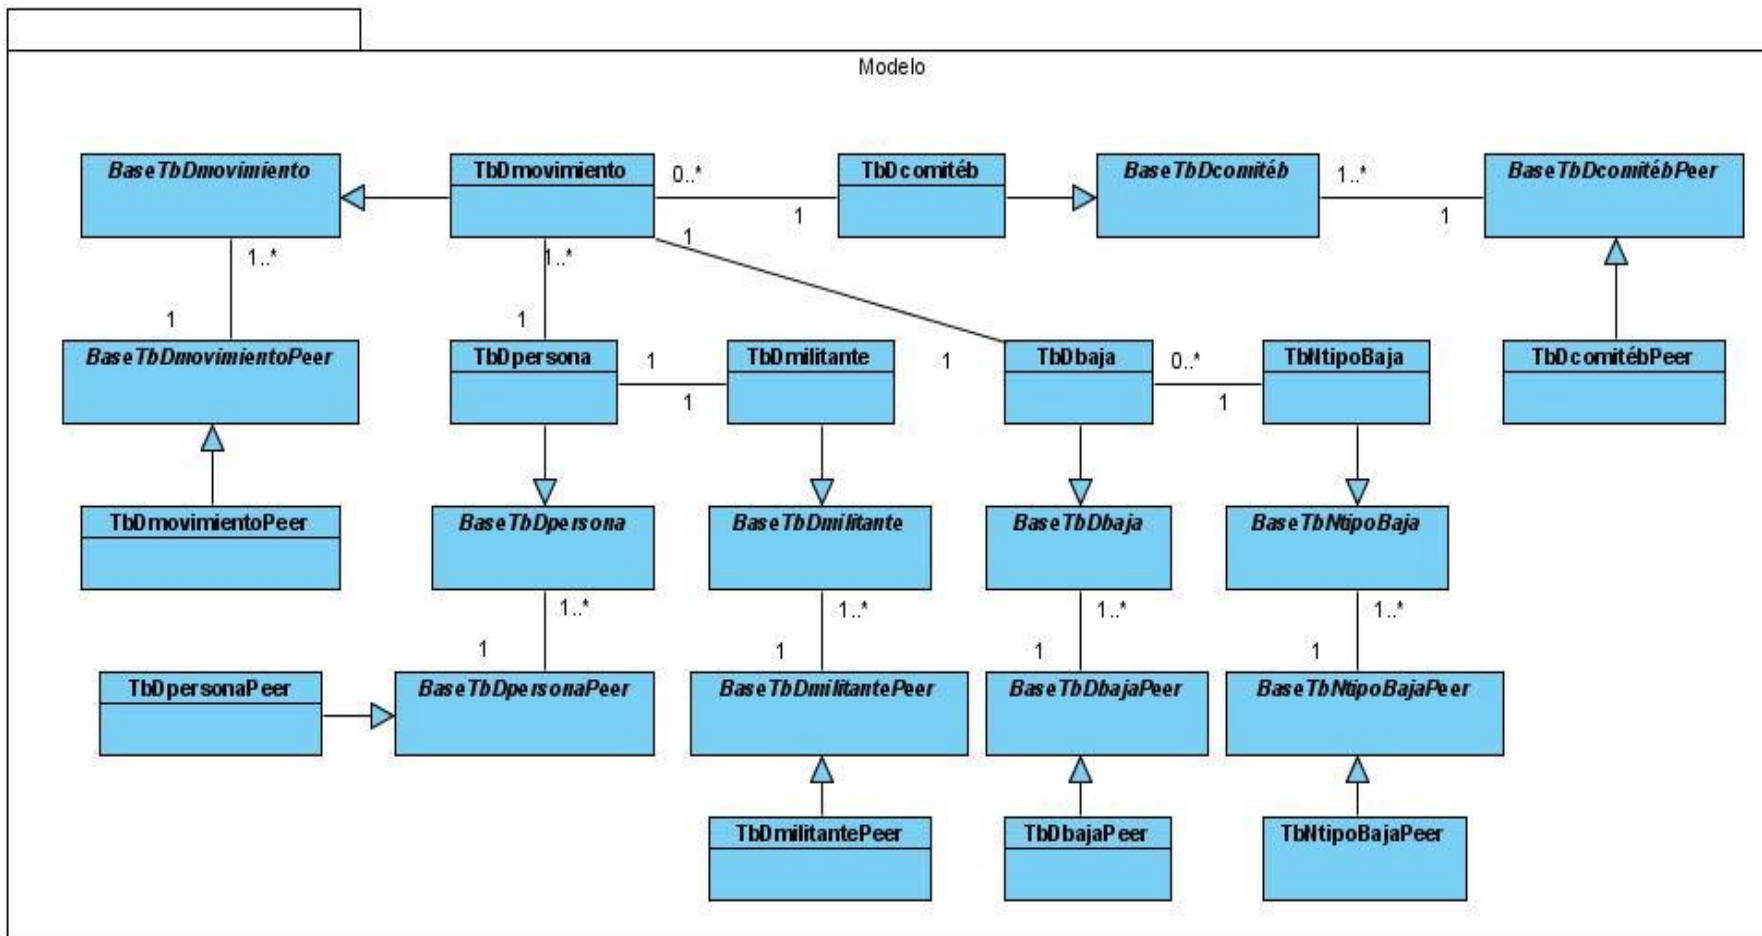 Modelo
BaseTbDmovimiento
TbDmovimiento
0..*
1
TbDcomitéb
BaseTbDcomitéb
1..*
1
BaseTbDcomitébPeer
1..*
1
1..*
1
1
1
BaseTbDmovimientoPeer
TbDpersona
1
1
TbDmilitante
TbDbaja
0..*
1
TbNtipoBaja
TbDcomitébPeer
TbDmovimientoPeer
BaseTbDpersona
BaseTbDmilitante
BaseTbDbaja
BaseTbNtipoBaja
1..*
1
1..*
1
1..*
1
1..*
1
TbDpersonaPeer
BaseTbDpersonaPeer
BaseTbDmilitantePeer
BaseTbDbajaPeer
BaseTbNtipoBajaPeer
TbDmilitantePeer
TbDbajaPeer
TbNtipoBajaPeer